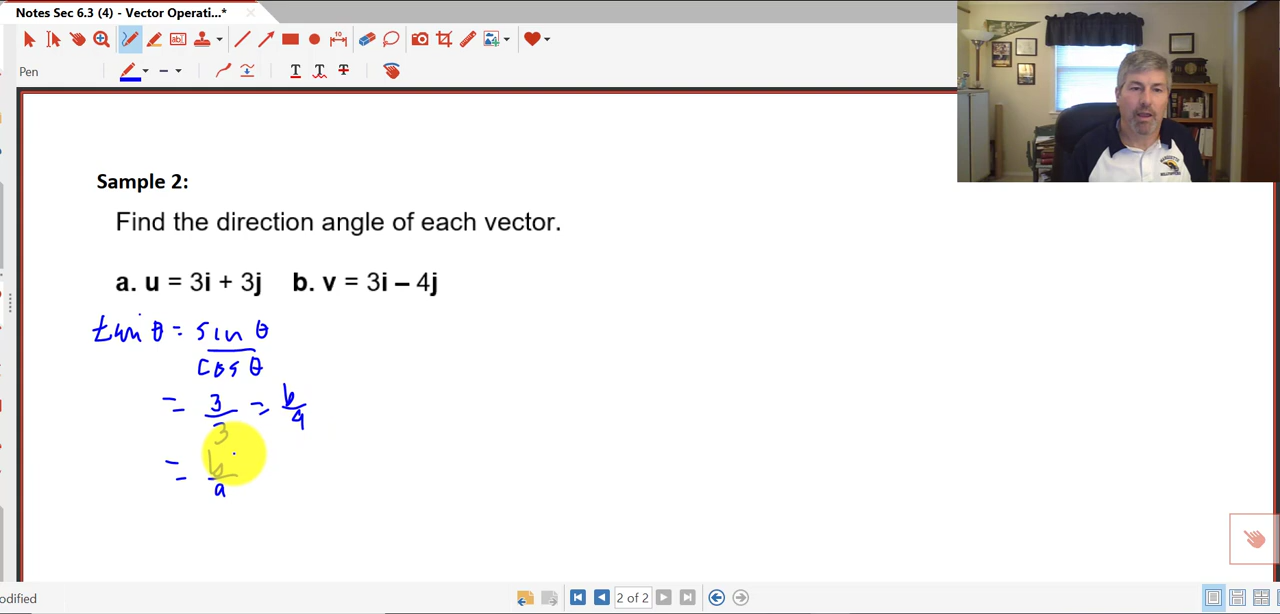 Notes Sec 6.3 (4) - Vector Operati...*
Pen
Sample 2:
Find the direction angle of each vector.
a. u = 3i + 3j b. v = 3i – 4j
tan θ = sin θ
cos θ
= 3/3 = b/a
= b/a
2 of 2
odified